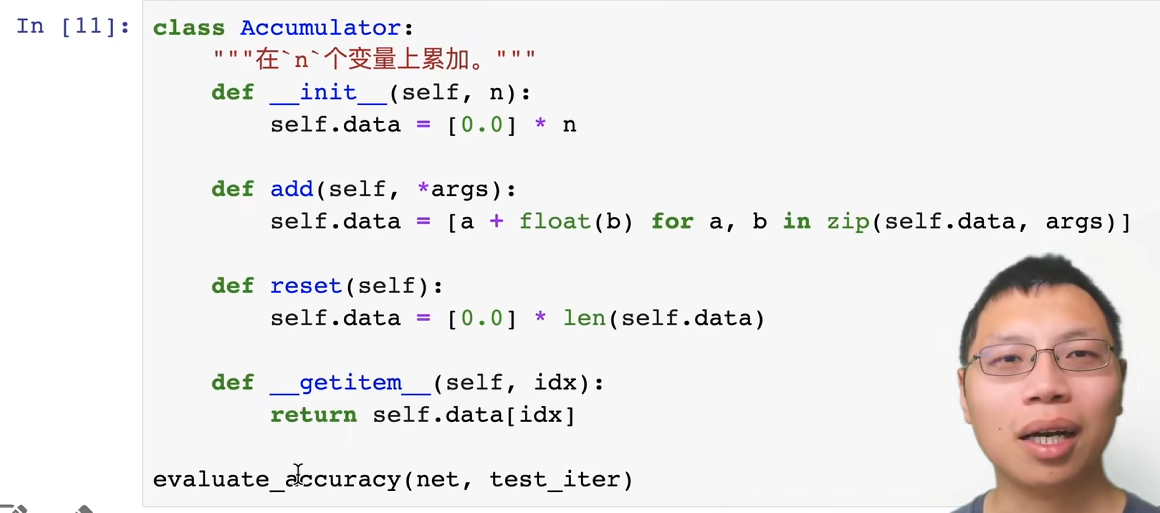 In [11]: class Accumulator:
"""在`n`个变量上累加。"""
def __init__(self, n):
self.data = [0.0] * n
def add(self, *args):
self.data = [a + float(b) for a, b in zip(self.data, args)]
def reset(self):
self.data = [0.0] * len(self.data)
def __getitem__(self, idx):
return self.data[idx]
evaluate_accuracy(net, test_iter)